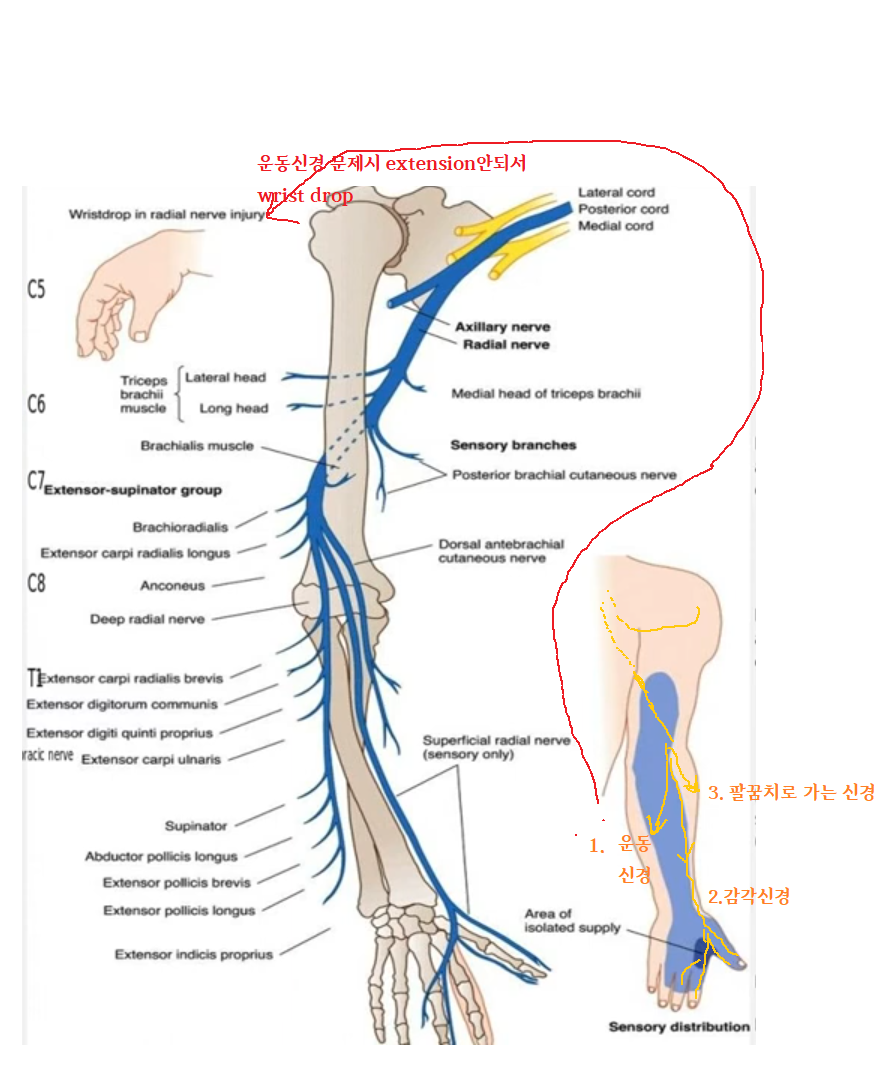 운동신경 문제시 extension안되서
wrist drop
Wristdrop in radial nerve injury
Lateral cord
Posterior cord
Medial cord
C5
Axillary nerve
Radial nerve
Triceps
brachii
muscle
Lateral head
Long head
Medial head of triceps brachii
C6
Brachialis muscle
Sensory branches
Posterior brachial cutaneous nerve
C7
Extensor-supinator group
Brachioradialis
Extensor carpi radialis longus
Dorsal antebrachial
cutaneous nerve
C8
Anconeus
Deep radial nerve
T1
Extensor carpi radialis brevis
Extensor digitorum communis
Extensor digiti quinti proprius
racic nerve
Extensor carpi ulnaris
Superficial radial nerve
(sensory only)
3. 팔꿈치로 가는 신경
Supinator
1. 운동
신경
Abductor pollicis longus
Extensor pollicis brevis
2.감각신경
Extensor pollicis longus
Area of
isolated supply
Extensor indicis proprius
Sensory distribution